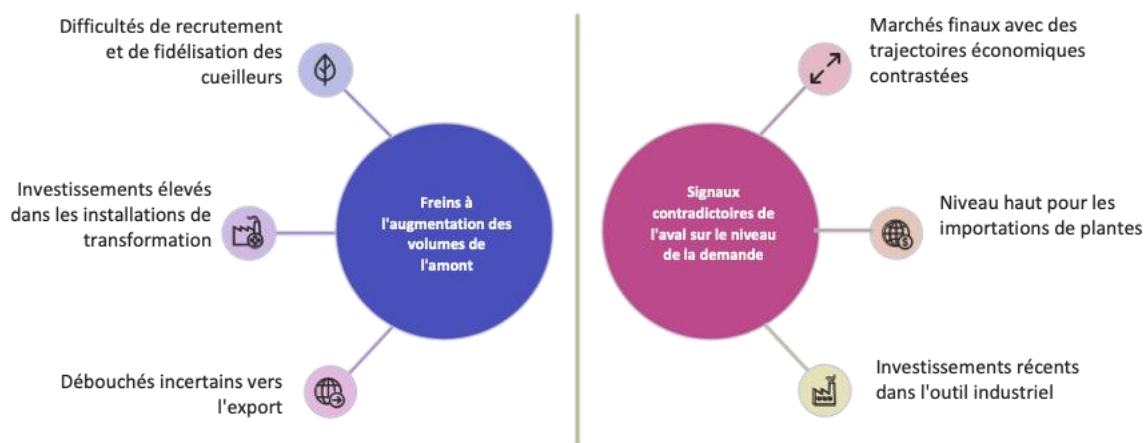 Difficultés de recrutement
et de fidélisation des
cueilleurs
Investissements élevés
dans les installations de
transformation
Débouchés incertains vers
l'export
Freins à
l'augmentation des
volumes de
l'amont
Signaux
contradictoires de
l'aval sur le niveau
de la demande
Marchés finaux avec des
trajectoires économiques
contrastées
Niveau haut pour les
importations de plantes
Investissements récents
dans l'outil industriel